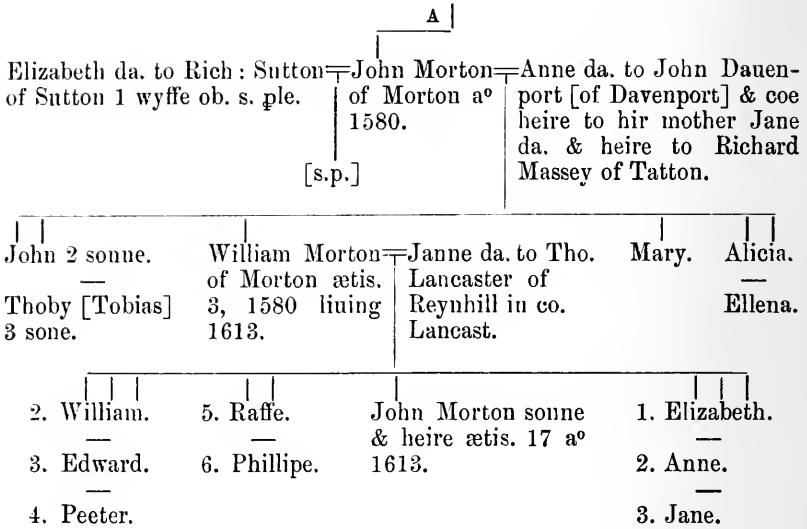 A
Elizabeth da. to Rich : Sutton
of Sutton 1 wyffe ob. s. ple.
John Morton
of Morton aº
1580.
Anne da. to John Dauen-
port [of Davenport] & coe
heire to hir mother Jane
da. & heire to Richard
Massey of Tatton.
[s.p.]
John 2 sonne.
Thoby [Tobias]
3 sone.
William Morton
of Morton ætis.
3, 1580 liuing
1613.
Janne da. to Tho.
Lancaster of
Reynhill in co.
Lancast.
Mary.
Alicia.
Ellena.
2. William.
3. Edward.
4. Peeter.
5. Raffe.
6. Phillipe.
John Morton sonne
& heire ætis. 17 aº
1613.
1. Elizabeth.
2. Anne.
3. Jane.